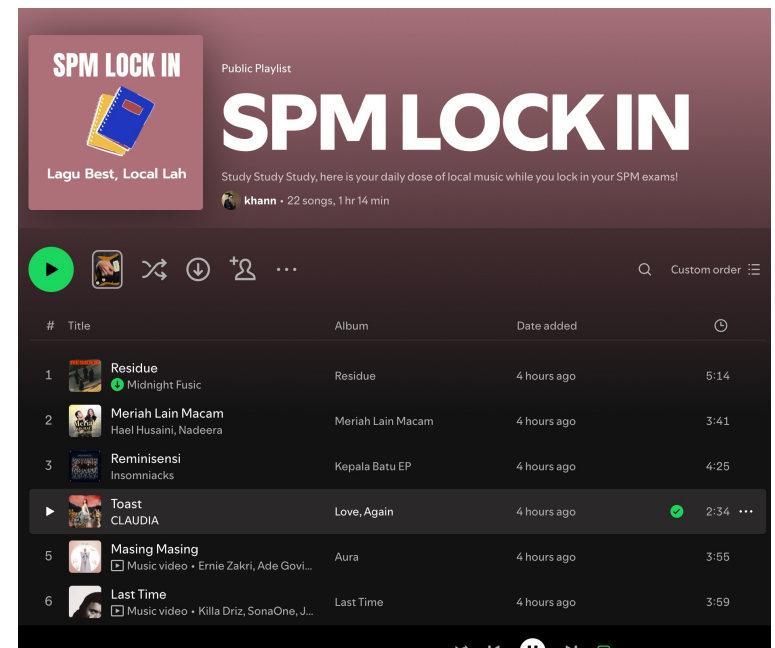 SPM LOCK IN
Lagu Best, Local Lah
Public Playlist
SPM LOCK IN
Study Study Study, here is your daily dose of local music while you lock in your SPM exams!
khann • 22 songs, 1 hr 14 min
Custom order
# Title Album Date added
1 Residue Midnight Fusic Residue 4 hours ago 5:14
2 Meriah Lain Macam Hael Husaini, Nadeera Meriah Lain Macam 4 hours ago 3:41
3 Reminisensi Insomniacks Kepala Batu EP 4 hours ago 4:25
Toast CLAUDIA Love, Again 4 hours ago 2:34
5 Masing Masing Music video • Ernie Zakri, Ade Govi... Aura 4 hours ago 3:55
6 Last Time Music video • Killa Driz, SonaOne, J... Last Time 4 hours ago 3:59